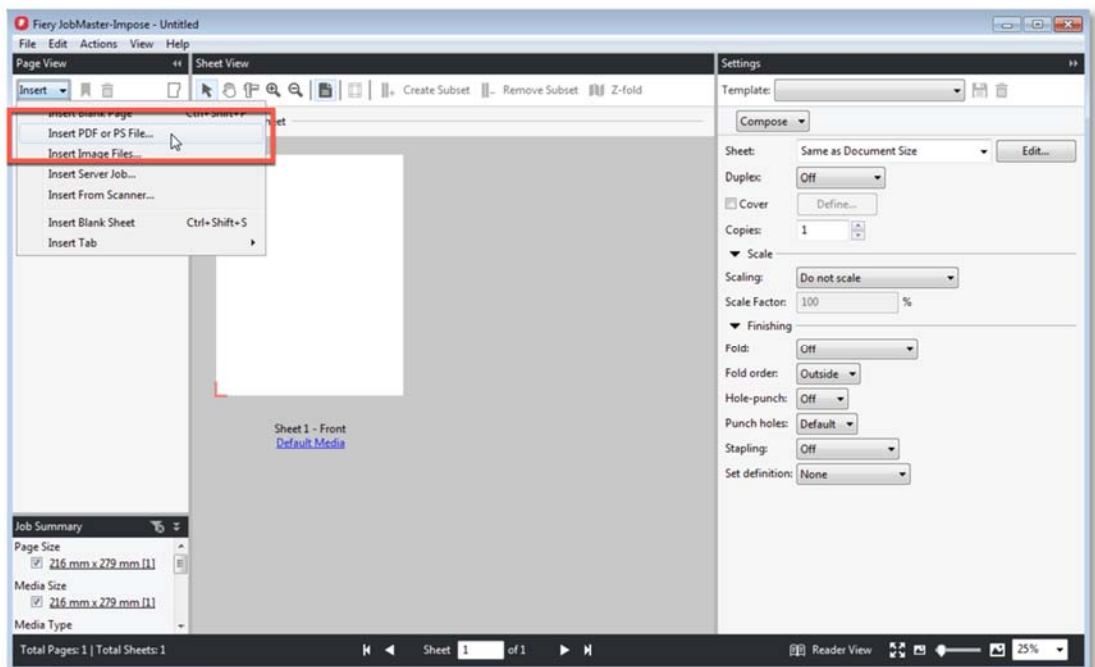 Fiery JobMaster-Impose - Untitled
File Edit Actions View Help
Page View
Insert
Insert Blank Page Ctrl+Shift+P
Insert PDF or PS File...
Insert Image Files...
Insert Server Job...
Insert From Scanner...
Insert Blank Sheet Ctrl+Shift+S
Insert Tab
Job Summary
Page Size
216 mm x 279 mm [1]
Media Size
216 mm x 279 mm [1]
Media Type
Sheet View
Create Subset Remove Subset Z-fold
Sheet 1 - Front
Default Media
Settings
Template:
Compose
Sheet: Same as Document Size Edit...
Duplex: Off
Cover Define...
Copies: 1
Scale
Scaling: Do not scale
Scale Factor: 100 %
Finishing
Fold: Off
Fold order: Outside
Hole-punch: Off
Punch holes: Default
Stapling: Off
Set definition: None
Total Pages: 1 | Total Sheets: 1 Sheet 1 of 1 Reader View 25%